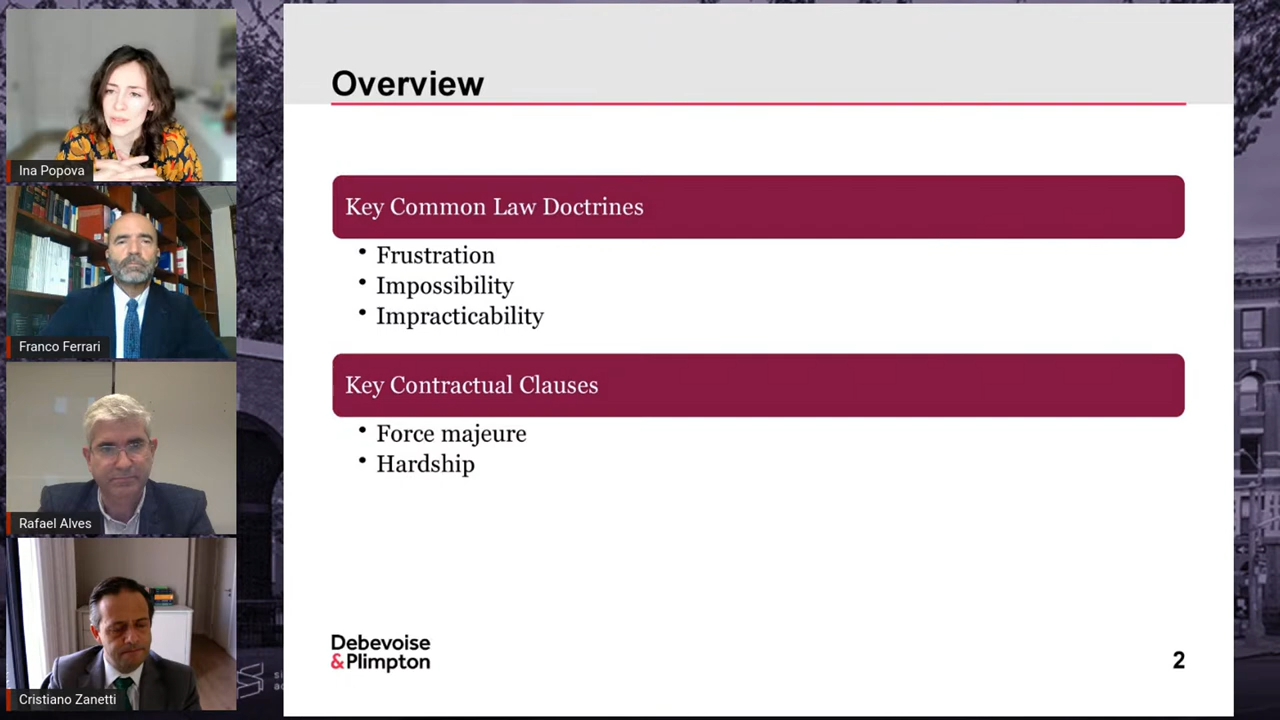 Ina Popova
Franco Ferrari
Rafael Alves
Cristiano Zanetti
Overview
Key Common Law Doctrines
• Frustration
• Impossibility
• Impracticability
Key Contractual Clauses
• Force majeure
• Hardship
Debevoise
&Plimpton
2